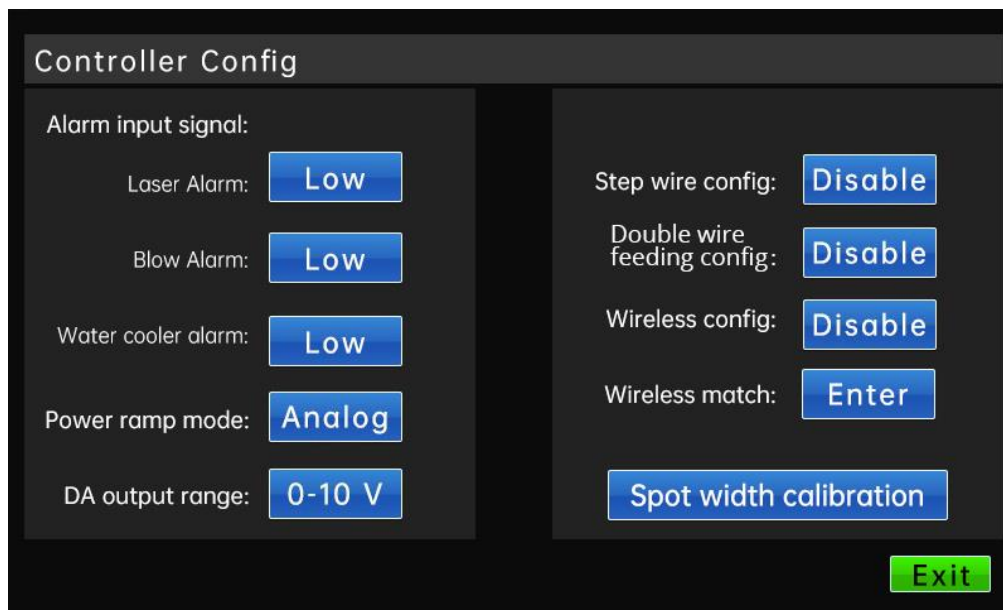 Controller Config
Alarm input signal:
Laser Alarm: Low
Blow Alarm: Low
Water cooler alarm: Low
Power ramp mode: Analog
DA output range: 0-10 V
Step wire config: Disable
Double wire
feeding config: Disable
Wireless config: Disable
Wireless match: Enter
Spot width calibration
Exit